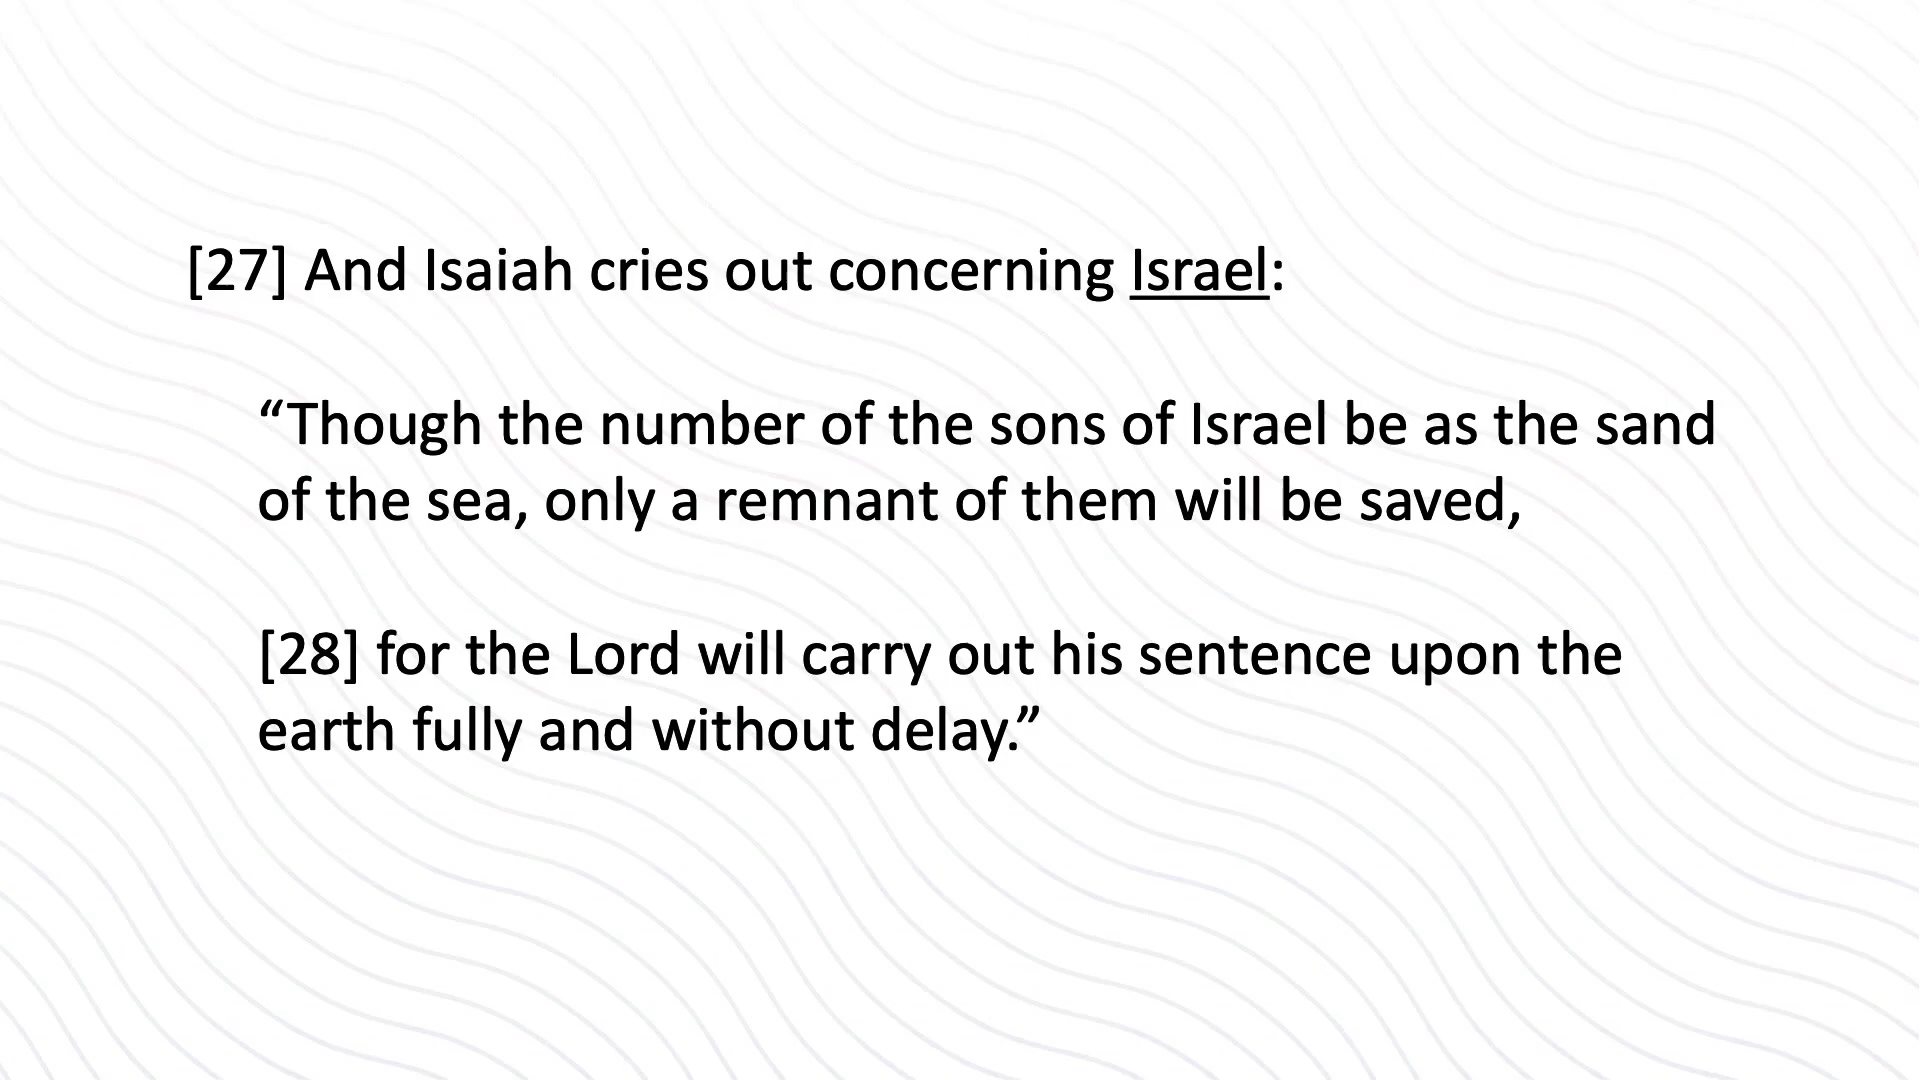 [27] And Isaiah cries out concerning Israel:
“Though the number of the sons of Israel be as the sand
of the sea, only a remnant of them will be saved,
[28] for the Lord will carry out his sentence upon the
earth fully and without delay.”